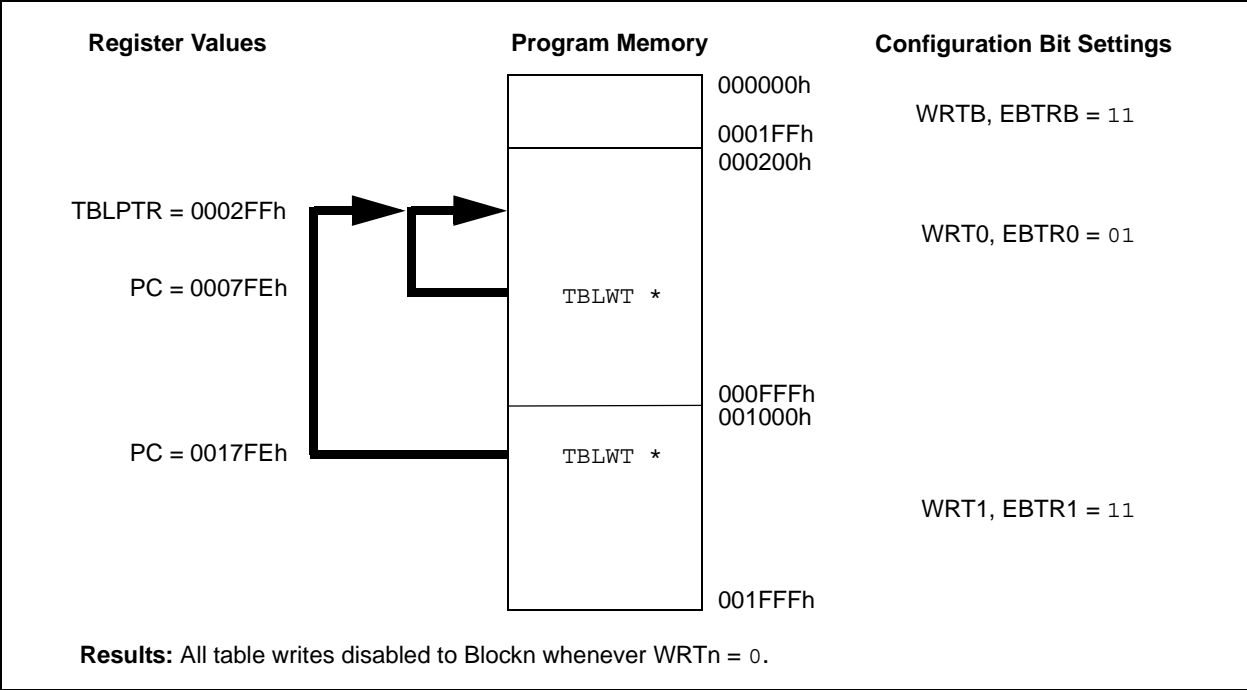 Register Values Program Memory Configuration Bit Settings
000000h
WRTB, EBTRB = 11
0001FFh
000200h
TBLPTR = 0002FFh
WRT0, EBTR0 = 01
PC = 0007FEh
TBLWT *
000FFFh
001000h
PC = 0017FEh
TBLWT *
WRT1, EBTR1 = 11
001FFFh
Results: All table writes disabled to Blockn whenever WRTn = 0.